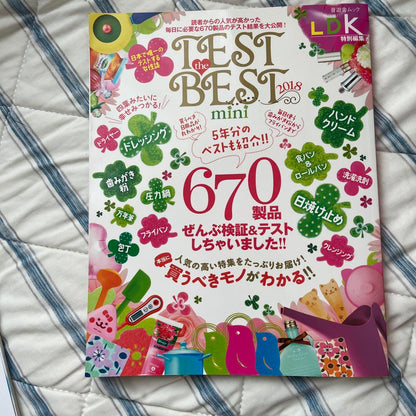 読者からの人気が高かった
毎日に必要な670製品のテスト結果を大公開!
晋遊舎ムック
LDK
特別編集
日本で唯一の
テストする
女性誌
TEST
the
BEST
2018
mini
四葉みたいに
幸せみつかる!
5年分の
ベストも紹介!!
ドレッシング
ハンド
クリーム
歯みがき
粉
圧力鍋
食パン&
ロールパン
洗濯洗剤
万年筆
日焼け止め
フライパン
クレンジング
包丁
670
製品
ぜんぶ検証&テスト
しちゃいました!!
人気の高い特集をたっぷりお届け!
本当に
買うべきモノがわかる!!